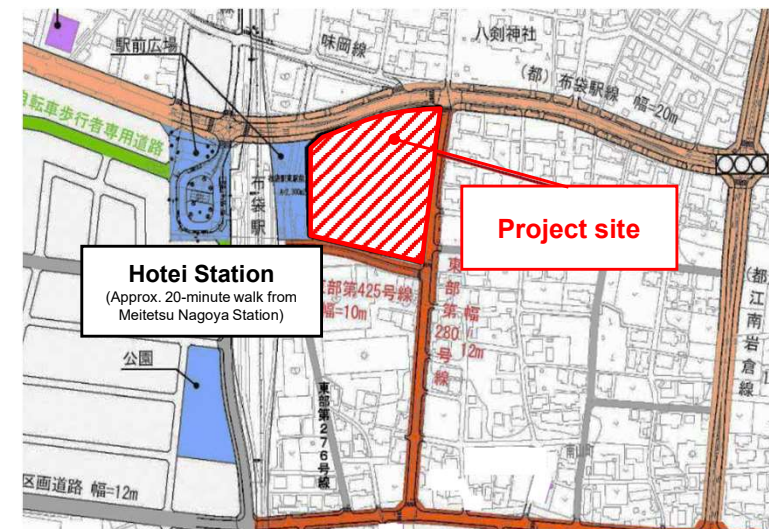 味岡線
八剣神社
駅前広場
(都)布袋駅線 幅=20m
自転車歩行者専用道路
布袋駅
Project site
Hotei Station
(Approx. 20-minute walk from
Meitetsu Nagoya Station)
部第425号線
幅=10m
東部第280号線
幅12m
(都)江南岩倉線
公園
東部第276号線
南山町
区画道路 幅=12m